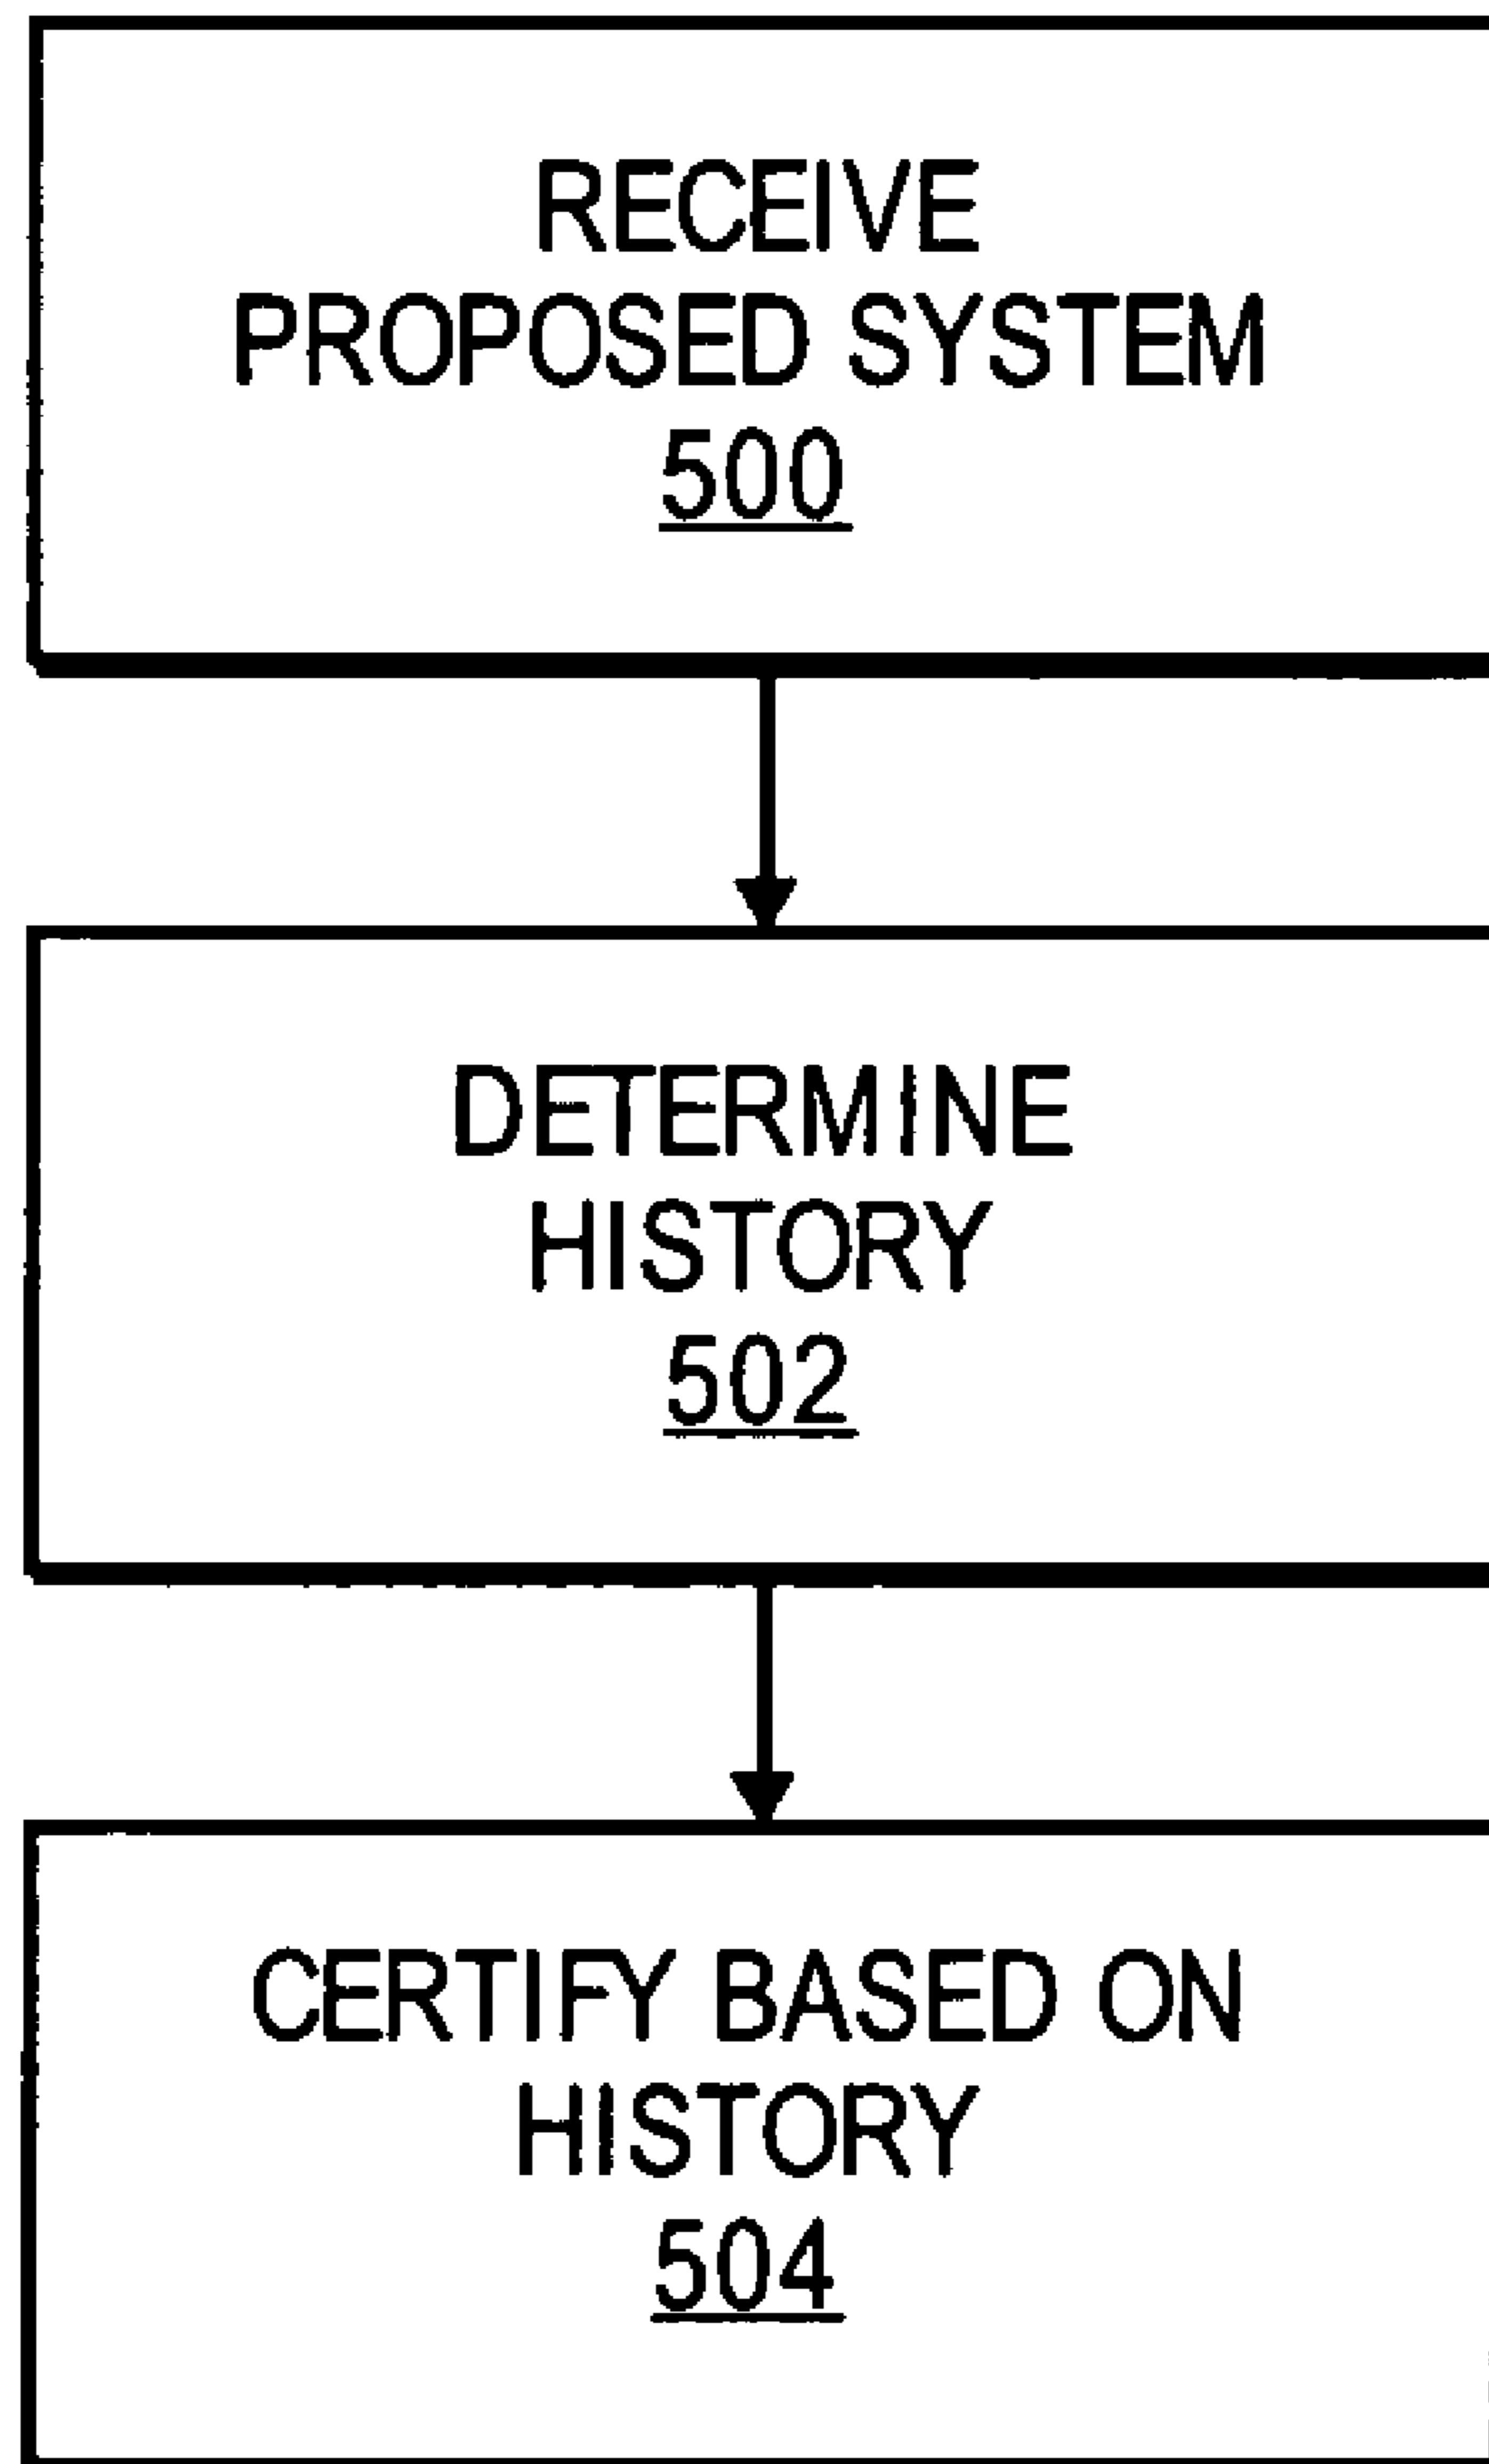 RECEIVE
PROPOSED SYSTEM
500
DETERMINE
HISTORY
502
CERTIFY BASED ON
HISTORY
504